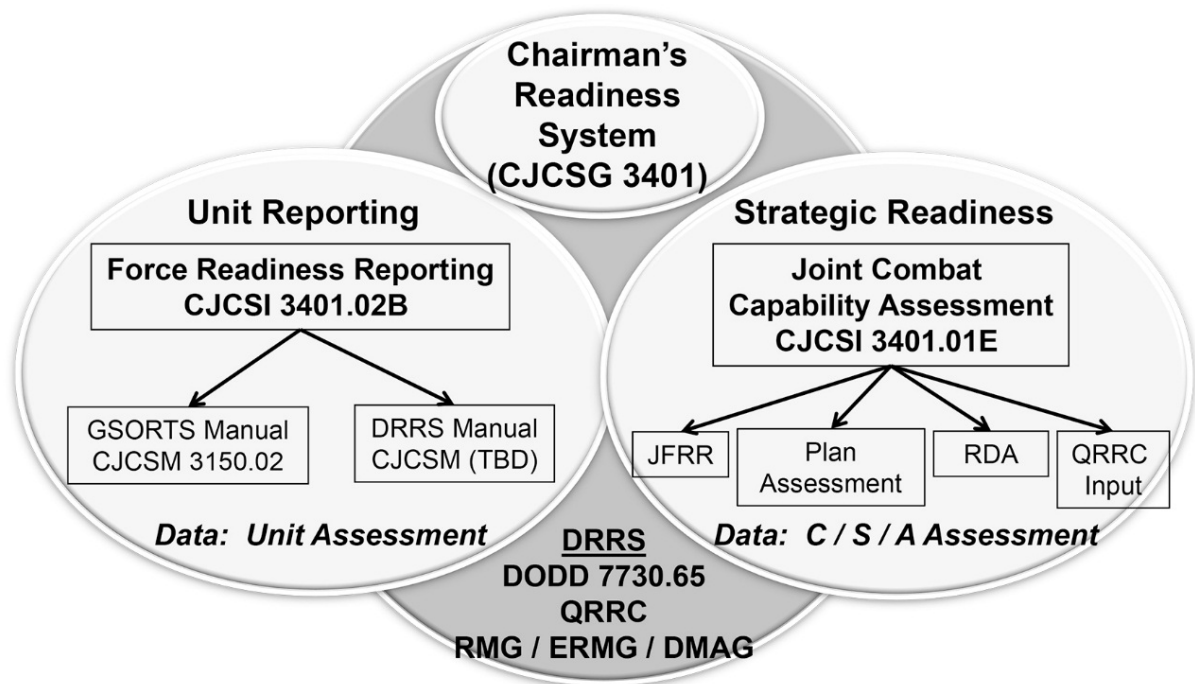 Chairman's
Readiness
System
(CJCSG 3401)
Unit Reporting
Force Readiness Reporting
CJCSI 3401.02B
GSORTS Manual
CJCSM 3150.02
DRRS Manual
CJCSM (TBD)
Data: Unit Assessment
Strategic Readiness
Joint Combat
Capability Assessment
CJCSI 3401.01E
JFRR
Plan
Assessment
RDA
QRRC
Input
Data: C / S / A Assessment
DRRS
DODD 7730.65
QRRC
RMG / ERMG / DMAG